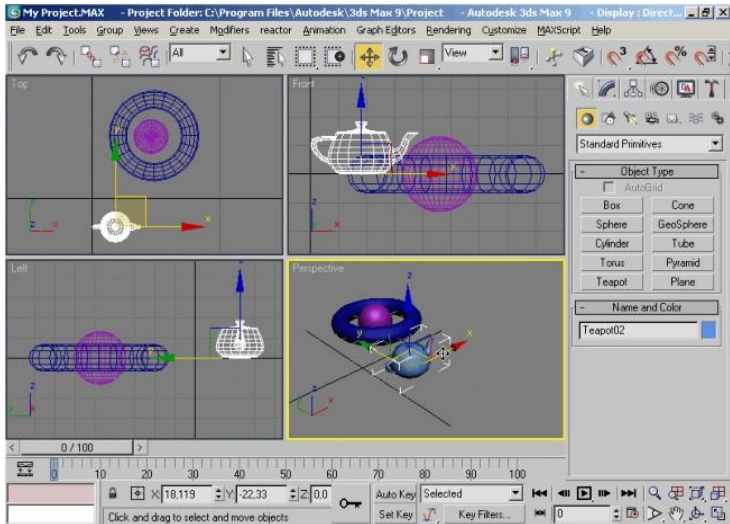 My Project.MAX - Project Folder: C:\Program Files\Autodesk\3ds Max 9\Project - Autodesk 3ds Max 9 - Display : Direct...
File Edit Tools Group Views Create Modifiers reactor Animation Graph Editors Rendering Customize MAXScript Help
All View
Top
Front
Standard Primitives
- Object Type
AutoGrid
Box Cone
Sphere GeoSphere
Cylinder Tube
Torus Pyramid
Teapot Plane
- Name and Color
Teapot02
Left
Perspective
y x z
< 0 / 100 >
0 10 20 30 40 50 60 70 80 90 100
X: 18,119 Y: -22,33 Z: 0,0 Auto Key Selected
Click and drag to select and move objects Set Key Key Filters... 0